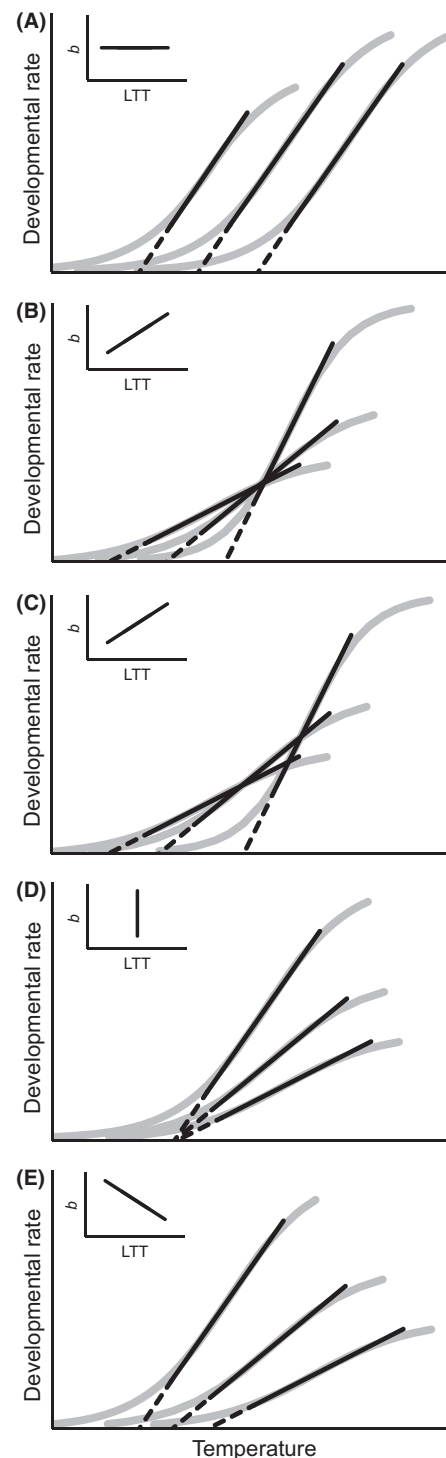 (A)
b
LTT
Developmental rate
(B)
b
LTT
Developmental rate
(C)
b
LTT
Developmental rate
(D)
b
LTT
Developmental rate
(E)
b
LTT
Developmental rate
Temperature